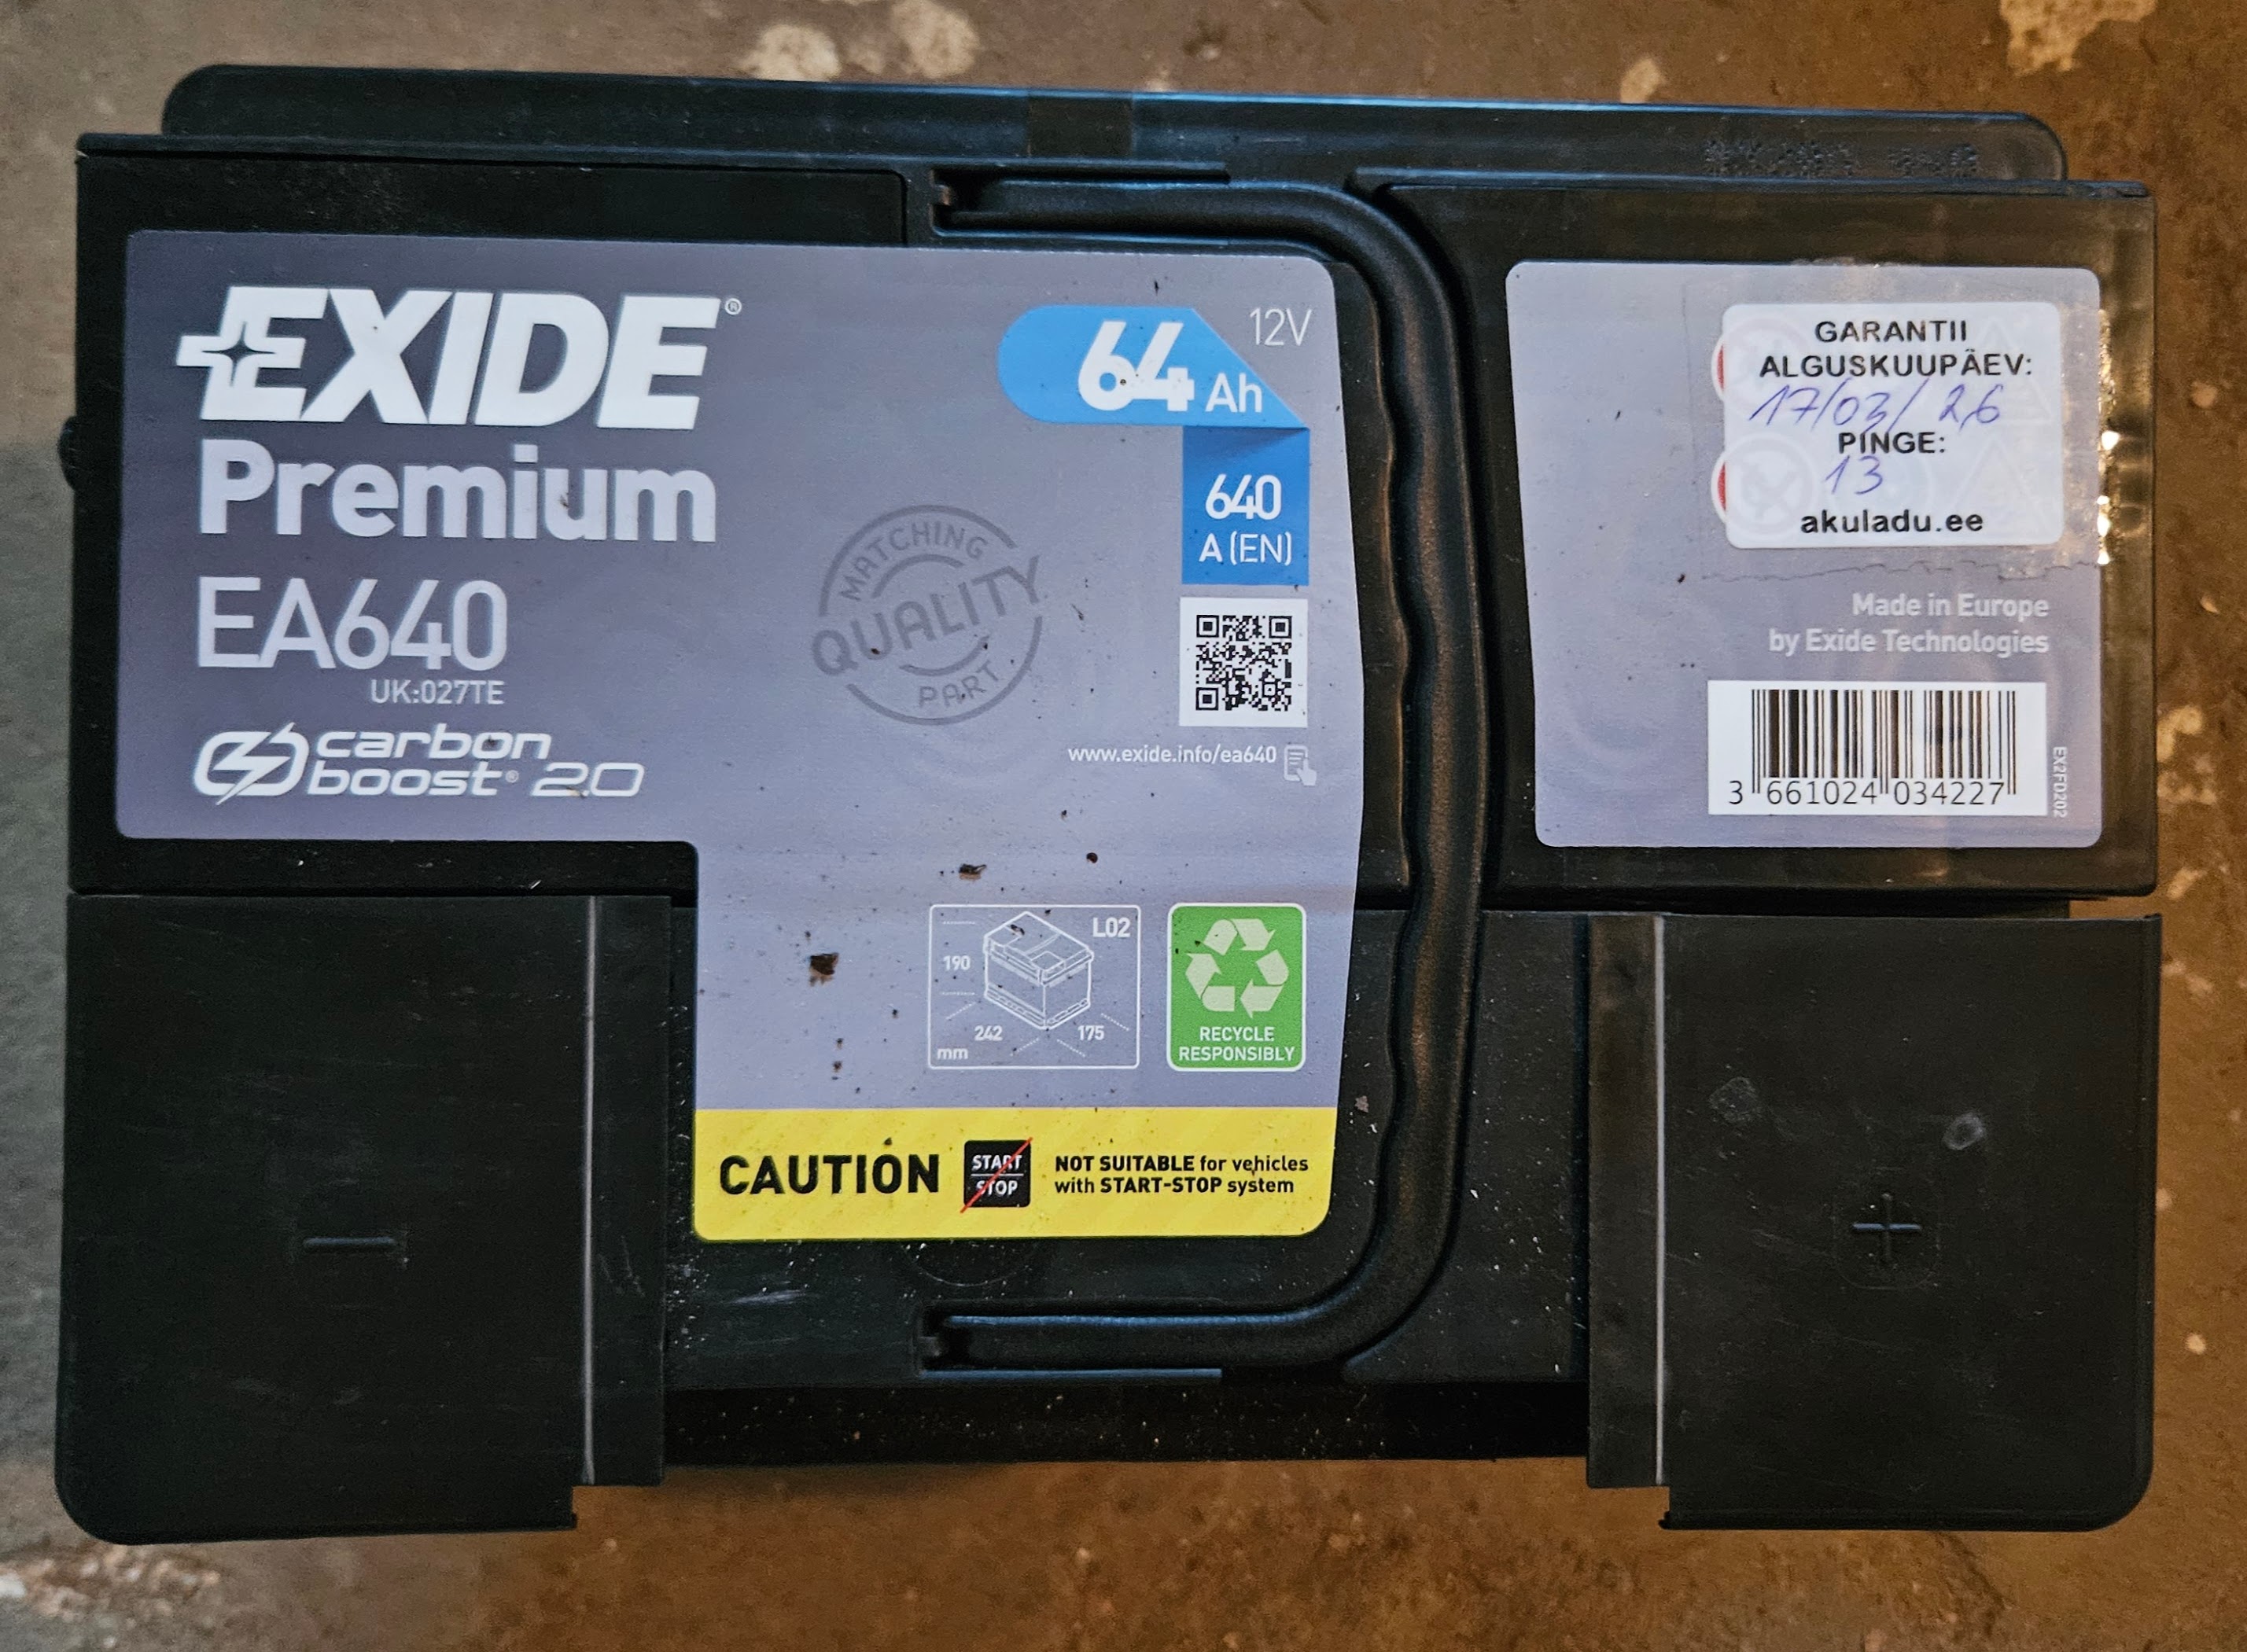 EXIDE®
Premium
EA640
UK:027TE
carbon
boost® 2.0
12V
64 Ah
640
A (EN)
MATCHING
QUALITY
PART
www.exide.info/ea640
L02
190
242
175
mm
RECYCLE
RESPONSIBLY
CAUTION
START
STOP
NOT SUITABLE for vehicles
with START-STOP system
GARANTII
ALGUSKUUPÄEV:
17/03/26
PINGE:
13
akuladu.ee
Made in Europe
by Exide Technologies
3 661024 034227
EX2FD202
−
+